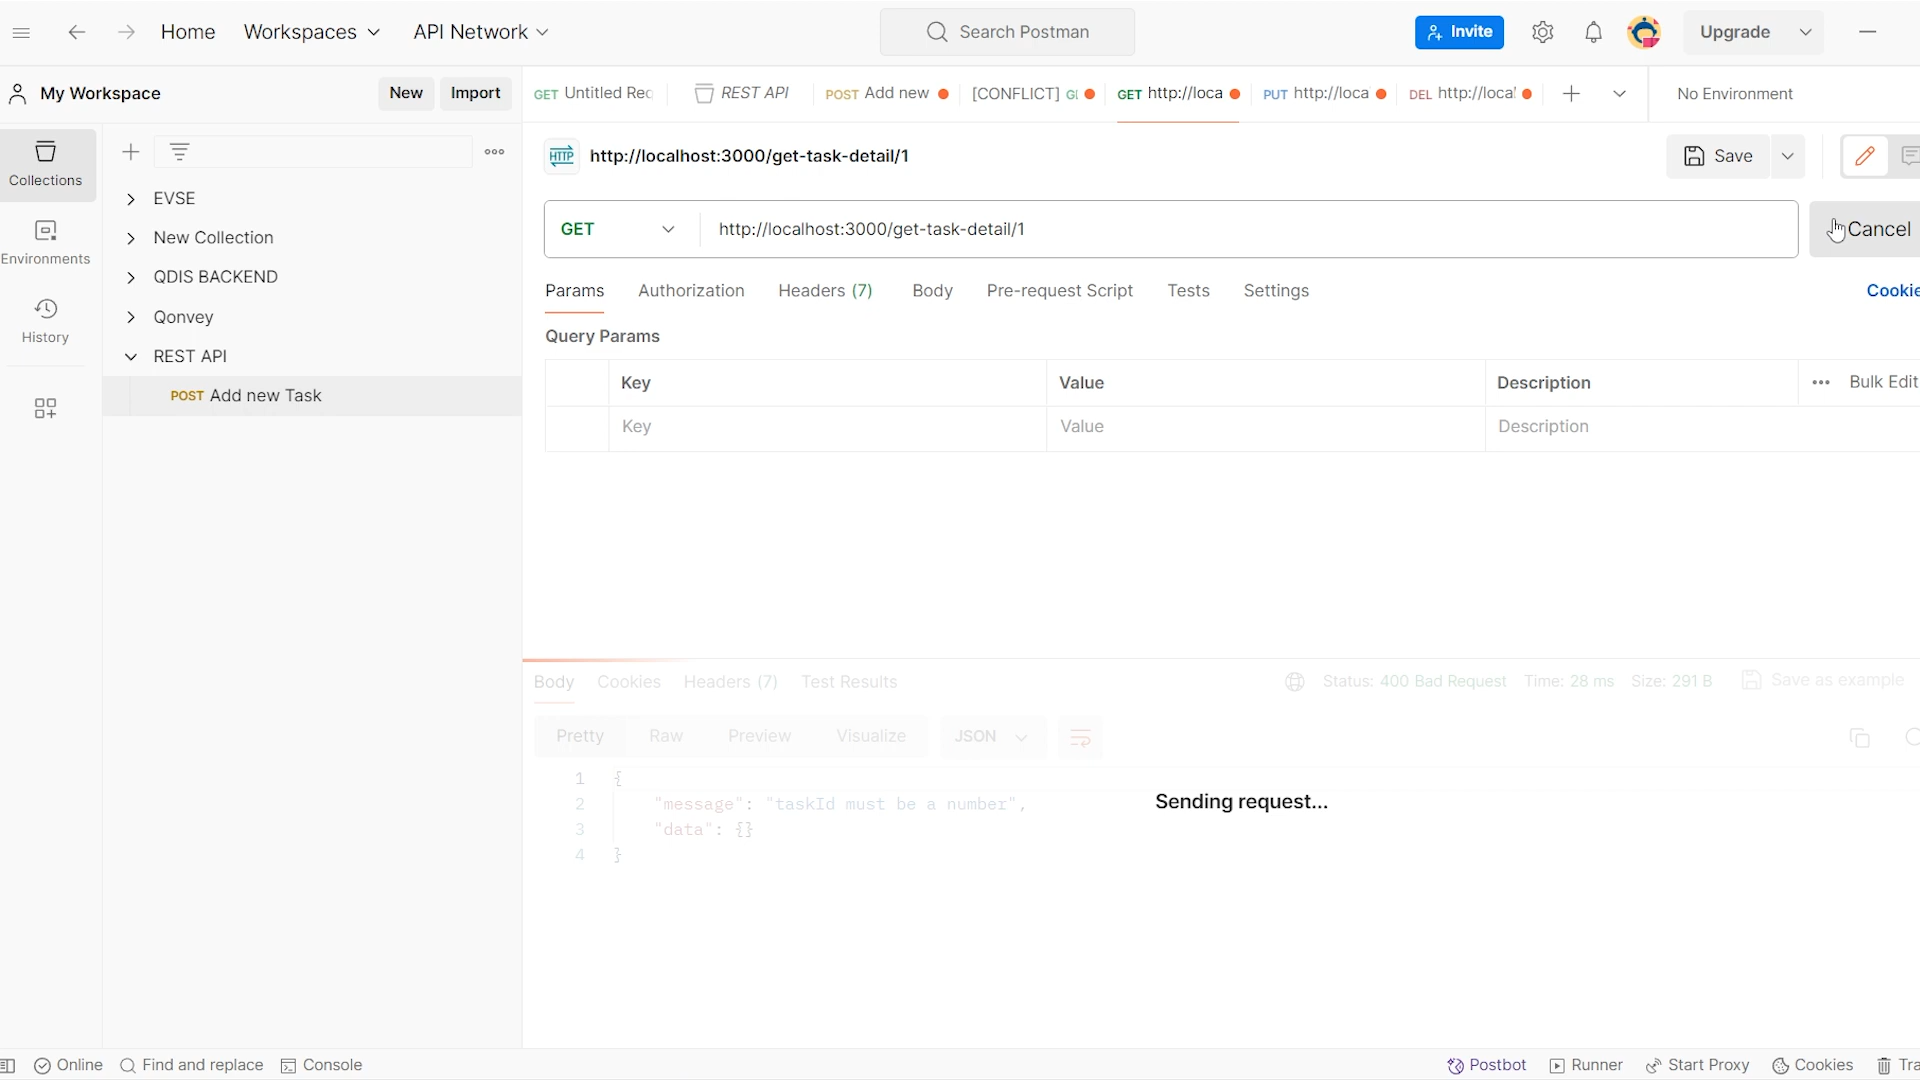 Home Workspaces API Network Search Postman Invite Upgrade
My Workspace New Import GET Untitled Rec REST API POST Add new [CONFLICT] GET http://loca PUT http://loca DEL http://local No Environment
Collections
Environments
History
EVSE
New Collection
QDIS BACKEND
Qonvey
REST API
POST Add new Task
HTTP http://localhost:3000/get-task-detail/1 Save
GET http://localhost:3000/get-task-detail/1 Cancel
Params Authorization Headers (7) Body Pre-request Script Tests Settings Cookie
Query Params
Key Value Description Bulk Edit
Key Value Description
Body Cookies Headers (7) Test Results Status: 400 Bad Request Time: 28 ms Size: 291 B Save as example
Pretty Raw Preview Visualize JSON
1 {
2 "message": "taskId must be a number",
3 "data": {}
4 }
Sending request...
Online Find and replace Console Postbot Runner Start Proxy Cookies Tra